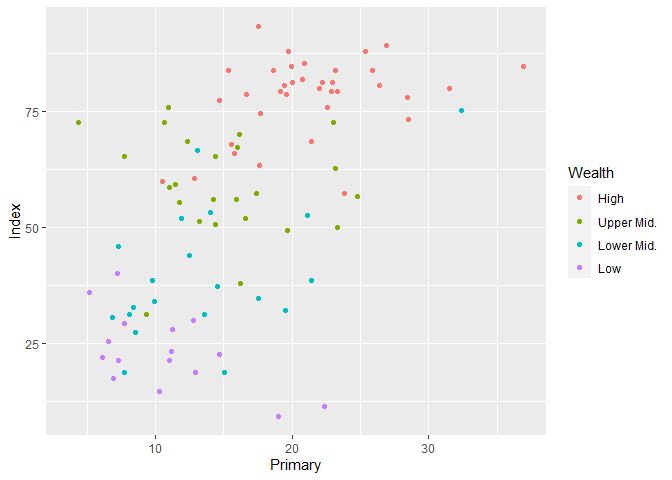 75
50
25
Index
10
20
30
Primary
Wealth
High
Upper Mid.
Lower Mid.
Low